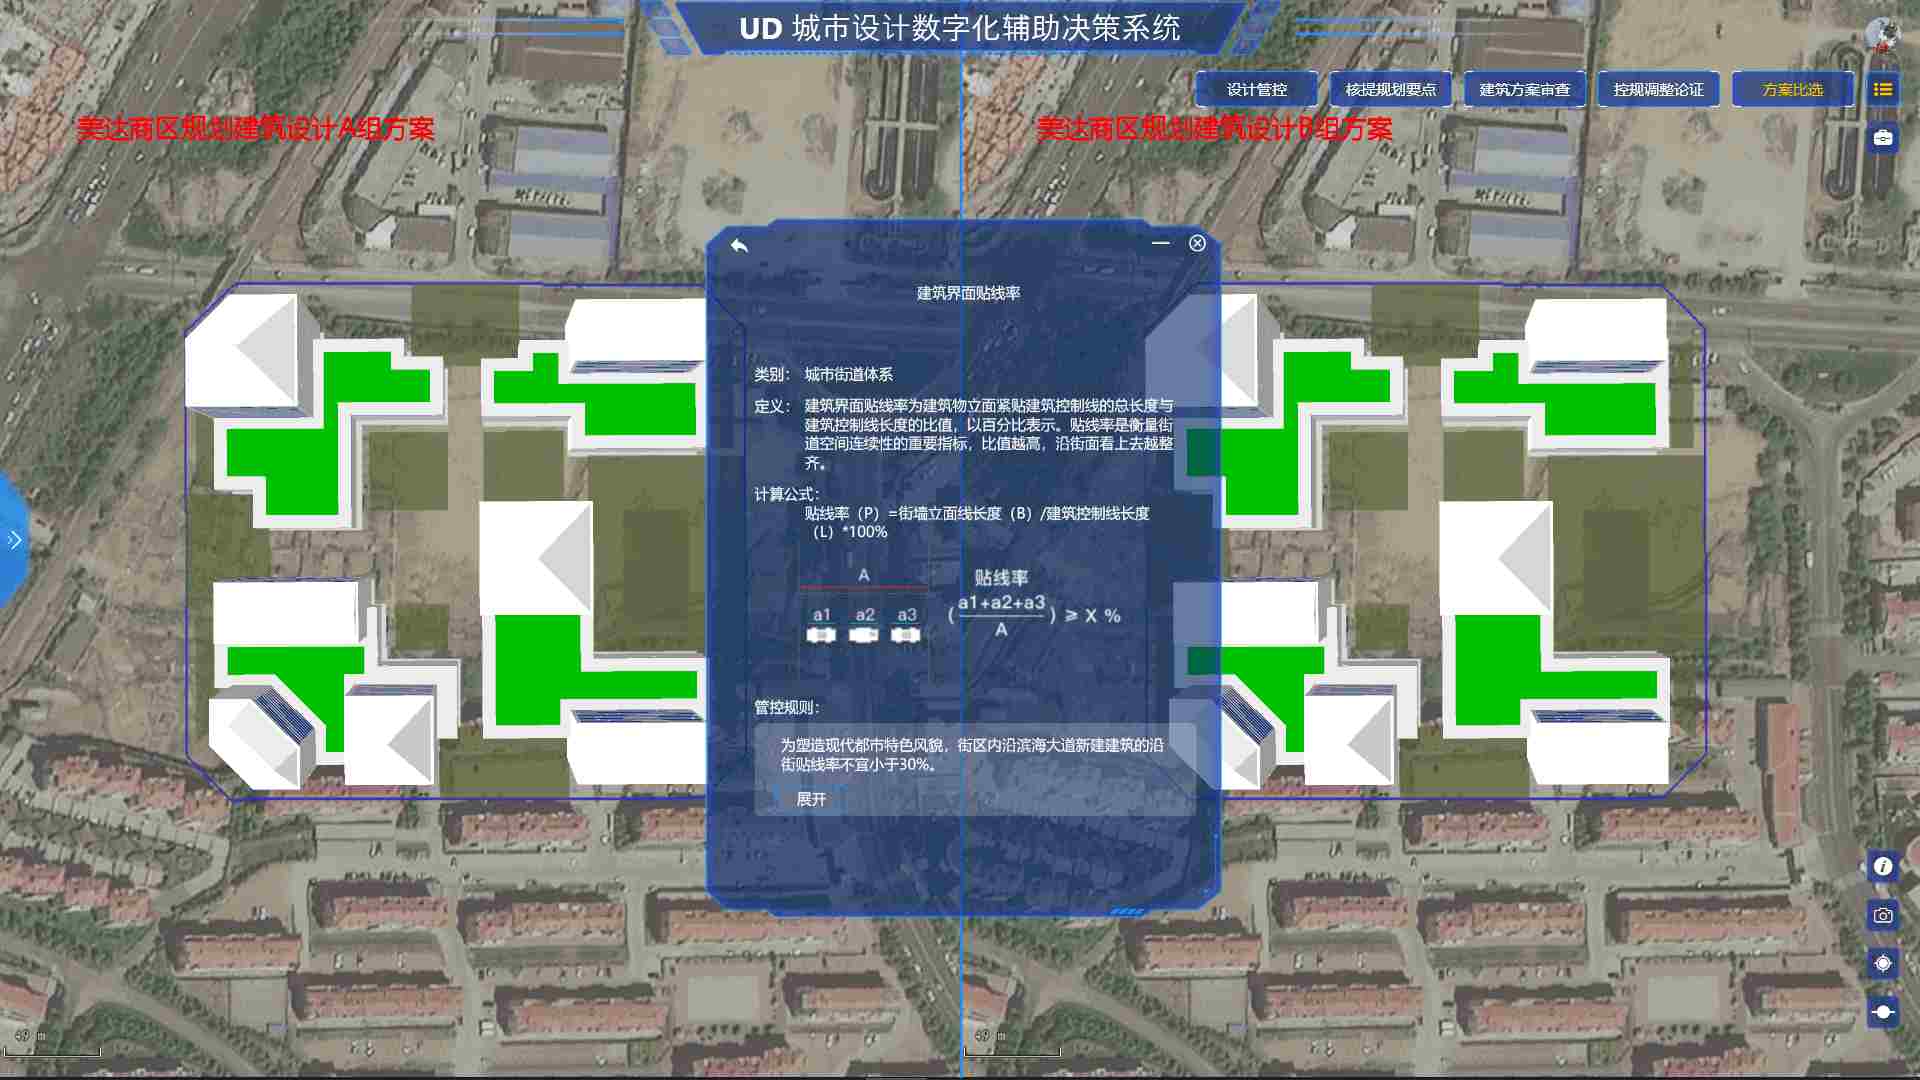 UD 城市设计数字化辅助决策系统
设计管控
核提规划要点
建筑方案审查
控规调整论证
方案比选
美达商区规划建筑设计A组方案
美达商区规划建筑设计B组方案
建筑界面贴线率
类别： 城市街道体系
定义： 建筑界面贴线率为建筑物立面紧贴建筑控制线的总长度与
建筑控制线长度的比值，以百分比表示。贴线率是衡量街
道空间连续性的重要指标，比值越高，沿街面看上去越整
齐。
计算公式：
贴线率（P）=街墙立面线长度（B）/建筑控制线长度
（L）*100%
A
a1 a2 a3
贴线率
(a1+a2+a3/A) ≥ X %
管控规则：
为塑造现代都市特色风貌，街区内沿滨海大道新建建筑的沿
街贴线率不宜小于30%。
展开
49 m
49 m